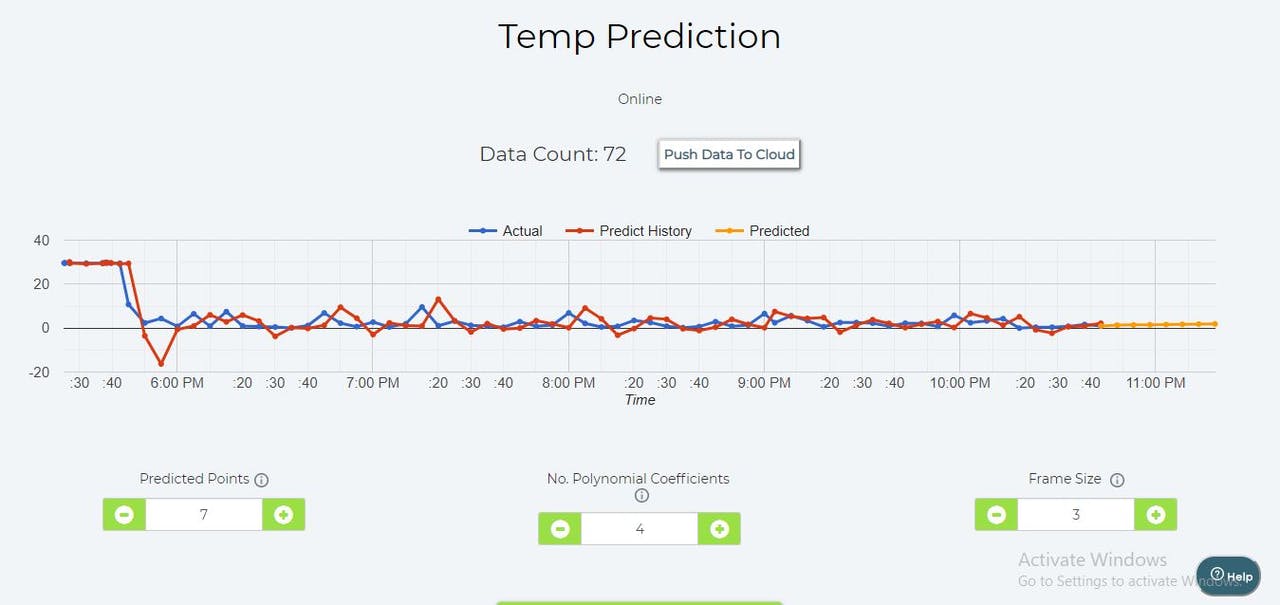 Temp Prediction
Online
Data Count: 72 Push Data To Cloud
Actual Predict History Predicted
40
20
0
-20
:30 :40 6:00 PM :20 :30 :40 7:00 PM :20 :30 :40 8:00 PM :20 :30 :40 9:00 PM :20 :30 :40 10:00 PM :20 :30 :40 11:00 PM
Time
Predicted Points No. Polynomial Coefficients Frame Size
7 4 3
Activate Windows
Go to Settings to activate Windows.
Help